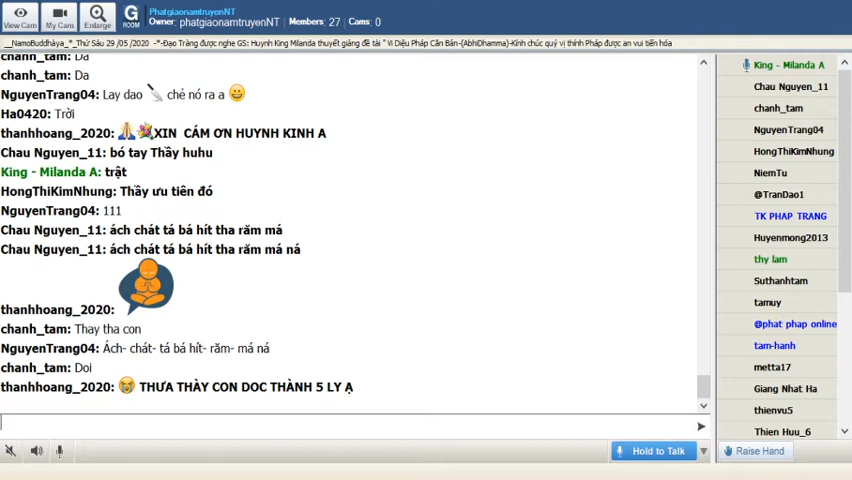 View Cam
My Cam
Enlarge
G
ROOM
PhatgiaonamtruyenNT
Owner: phatgiaonamtruyenNT Members: 27 Cams: 0
__NamoBuddhàya_*_Thứ Sáu 29 /05 /2020 -*-Đạo Tràng được nghe GS: Huynh King Milanda thuyết giảng đề tài " Vi Diệu Pháp Căn Bản-(AbhiDhamma)-Kính chúc quý vị thính Pháp được an vui tiến hóa
chanh_tam: Da
chanh_tam: Da
NguyenTrang04: Lay dao chẻ nó ra a
Ha0420: Trời
thanhhoang_2020: XIN CÁM ƠN HUYNH KINH A
Chau Nguyen_11: bó tay Thầy huhu
King - Milanda A: trật
HongThiKimNhung: Thầy ưu tiên đó
NguyenTrang04: 111
Chau Nguyen_11: ách chát tá bá hít tha răm má
Chau Nguyen_11: ách chát tá bá hít tha răm má ná
thanhhoang_2020:
chanh_tam: Thay tha con
NguyenTrang04: Ách- chát- tá bá hít- răm- má ná
chanh_tam: Doi
thanhhoang_2020: THƯA THÀY CON DOC THÀNH 5 LY Ạ
King - Milanda A
Chau Nguyen_11
chanh_tam
NguyenTrang04
HongThiKimNhung
NiemTu
@TranDao1
TK PHAP TRANG
Huyenmong2013
thy lam
Suthanhtam
tamuy
@phat phap online
tam-hanh
metta17
Giang Nhat Ha
thienvu5
Thien Huu_6
Hold to Talk
Raise Hand